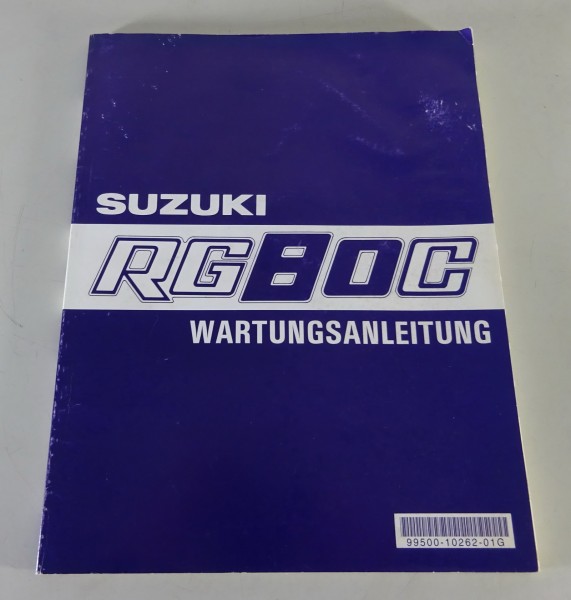 SUZUKI
RG80C
WARTUNGSANLEITUNG
99500-10262-01G